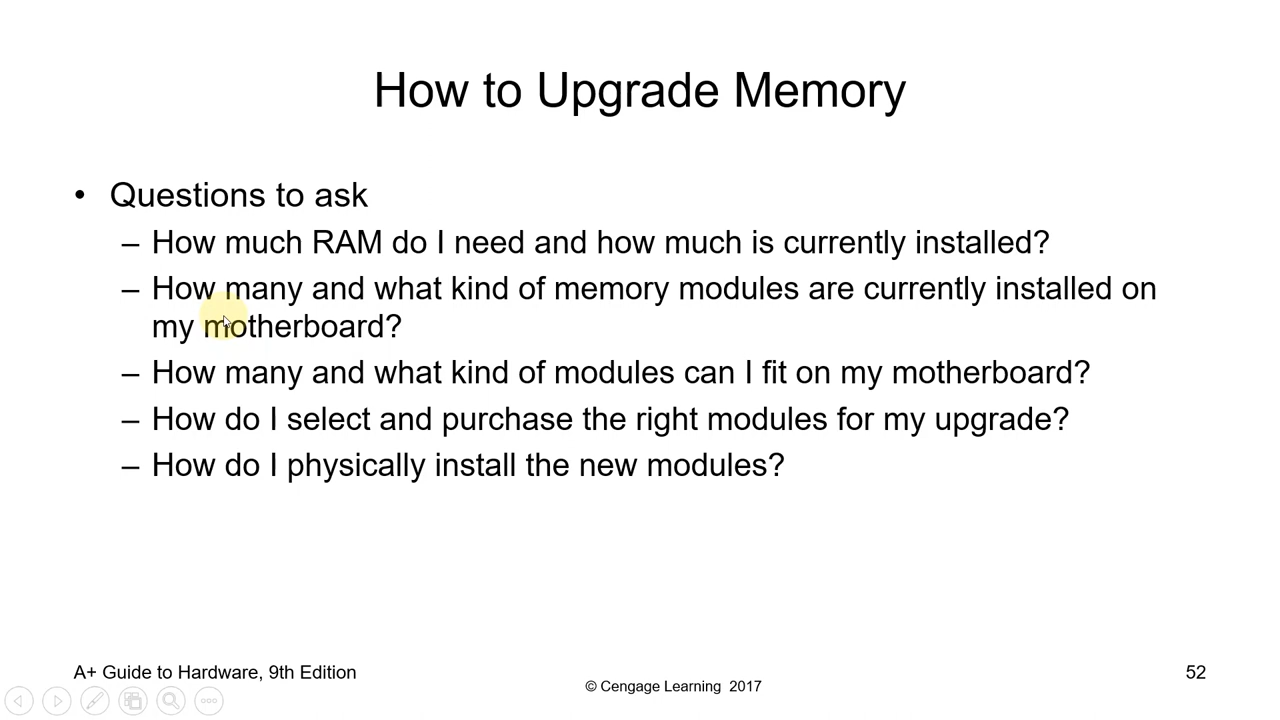 How to Upgrade Memory
• Questions to ask
– How much RAM do I need and how much is currently installed?
– How many and what kind of memory modules are currently installed on
my motherboard?
– How many and what kind of modules can I fit on my motherboard?
– How do I select and purchase the right modules for my upgrade?
– How do I physically install the new modules?
A+ Guide to Hardware, 9th Edition
© Cengage Learning 2017
52